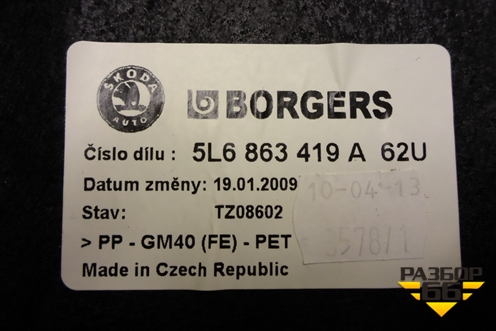 ŠKODA
AUTO
BORGERS
Číslo dílu : 5L6 863 419 A 62U
Datum změny: 19.01.2009
10-04-13
Stav: TZ08602
3578/1
> PP - GM40 (FE) - PET
Made in Czech Republic
РАЗБОР
66